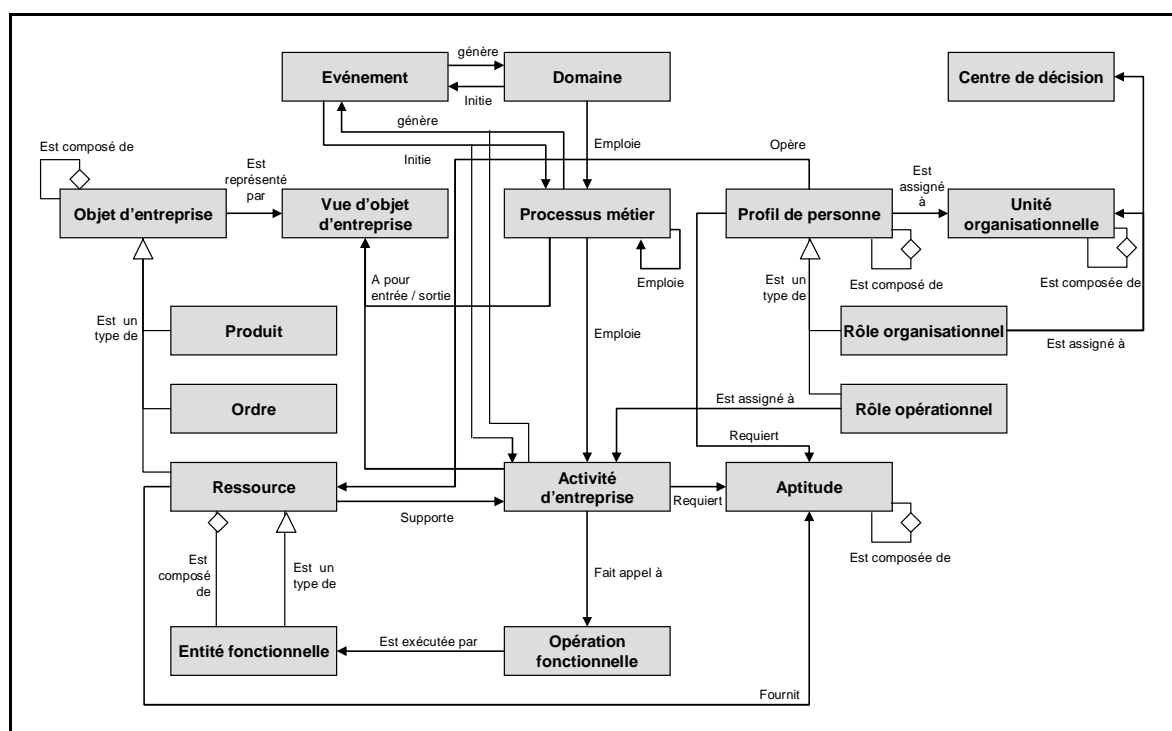 génère
Evénement
Domaine
Centre de décision
Initie
génère
Est composé de
Initie
Emploie
Opère
Est
représenté
par
Est
assigné
à
Objet d'entreprise
Vue d'objet
d'entreprise
Processus métier
Profil de personne
Unité
organisationnelle
A pour
entrée / sortie
Emploie
Est un
type de
Est composé de
Est composée de
Est un
type de
Produit
Emploie
Rôle organisationnel
Est assigné à
Ordre
Est assigné à
Rôle opérationnel
Requiert
Ressource
Activité
d'entreprise
Aptitude
Supporte
Requiert
Est
composé
de
Est un
type de
Est composée de
Fait appel à
Entité fonctionnelle
Est exécutée par
Opération
fonctionnelle
Fournit